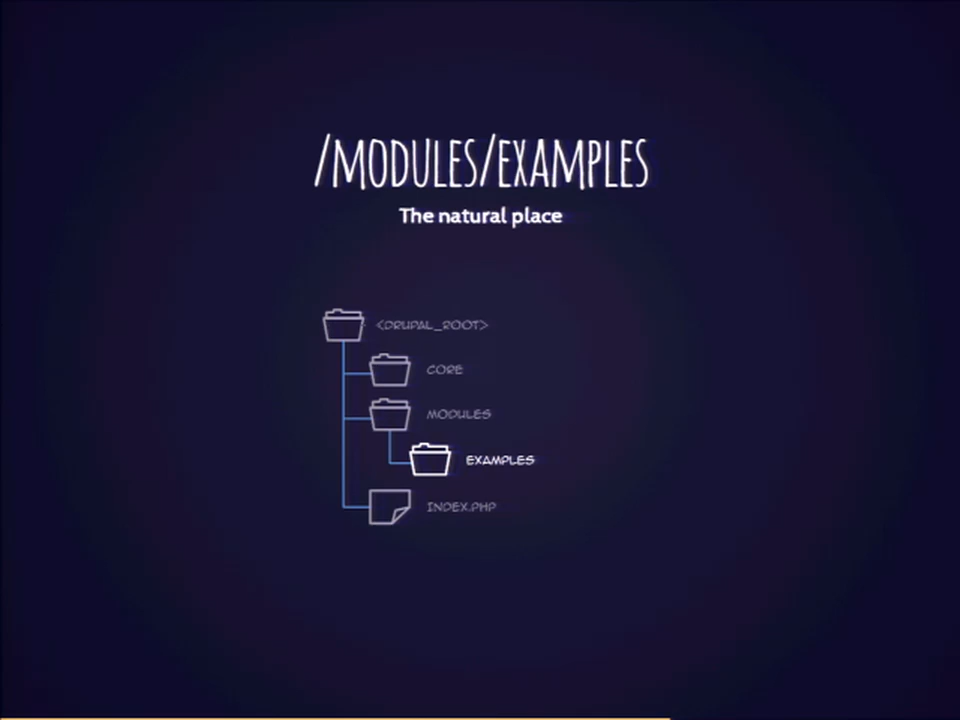 /MODULES/EXAMPLES
The natural place
<DRUPAL_ROOT>
CORE
MODULES
EXAMPLES
INDEX.PHP